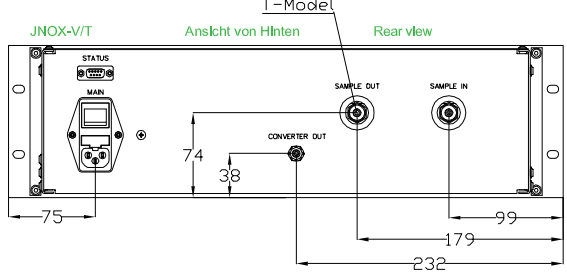 T-Model
JNOX-V/T Ansicht von Hinten Rear view
STATUS
MAIN
SAMPLE OUT SAMPLE IN
CONVERTER OUT
74
38
75
99
179
232